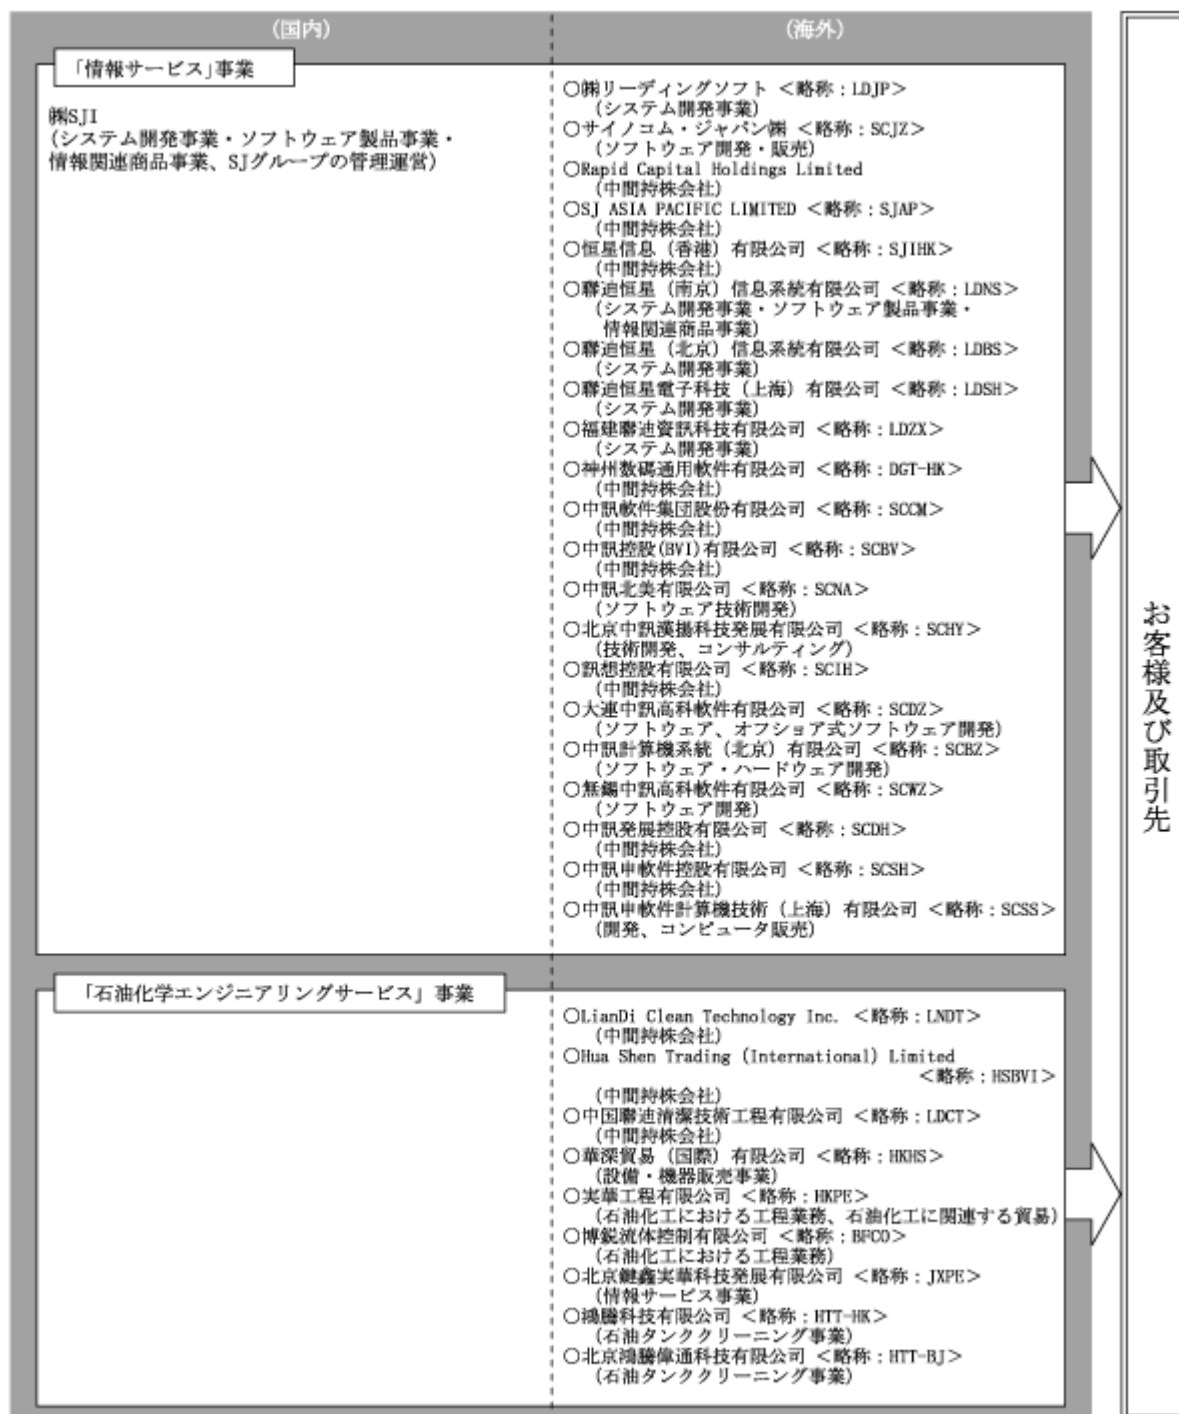 (国内)
(海外)
「情報サービス」事業
㈱SJI
(システム開発事業・ソフトウェア製品事業・
情報関連商品事業、SJグループの管理運営)
○㈱リーディングソフト <略称：LDJP>
(システム開発事業)
○サイノコム・ジャパン㈱ <略称：SCJZ>
(ソフトウェア開発・販売)
○Rapid Capital Holdings Limited
(中間持株会社)
○SJ ASIA PACIFIC LIMITED <略称：SJAP>
(中間持株会社)
○恒星信息（香港）有限公司 <略称：SJIHK>
(中間持株会社)
○聯迪恒星（南京）信息系統有限公司 <略称：LDNS>
(システム開発事業・ソフトウェア製品事業・
情報関連商品事業)
○聯迪恒星（北京）信息系統有限公司 <略称：LDBS>
(システム開発事業)
○聯迪恒星電子科技（上海）有限公司 <略称：LDSH>
(システム開発事業)
○福建聯迪資訊科技有限公司 <略称：LDZX>
(システム開発事業)
○神州数碼通用軟件有限公司 <略称：DGT-HK>
(中間持株会社)
○中訊軟件集団股份有限公司 <略称：SCCM>
(中間持株会社)
○中訊控股(BVI)有限公司 <略称：SCBV>
(中間持株会社)
○中訊北美有限公司 <略称：SCNA>
(ソフトウェア技術開発)
○北京中訊漢揚科技発展有限公司 <略称：SCHY>
(技術開発、コンサルティング)
○訊想控股有限公司 <略称：SCIH>
(中間持株会社)
○大連中訊高科軟件有限公司 <略称：SCDZ>
(ソフトウェア、オフショア式ソフトウェア開発)
○中訊計算機系統（北京）有限公司 <略称：SCBZ>
(ソフトウェア・ハードウェア開発)
○無錫中訊高科軟件有限公司 <略称：SCWZ>
(ソフトウェア開発)
○中訊発展控股有限公司 <略称：SCDH>
(中間持株会社)
○中訊申軟件控股有限公司 <略称：SCSH>
(中間持株会社)
○中訊申軟件計算機技術（上海）有限公司 <略称：SCSS>
(開発、コンピュータ販売)
「石油化学エンジニアリングサービス」事業
○LianDi Clean Technology Inc. <略称：LNDT>
(中間持株会社)
○Hua Shen Trading (International) Limited
<略称：HSBVI>
(中間持株会社)
○中国聯迪清潔技術工程有限公司 <略称：LDCT>
(中間持株会社)
○華深貿易（国際）有限公司 <略称：HKHS>
(設備・機器販売事業)
○実華工程有限公司 <略称：HKPE>
(石油化工における工程業務、石油化工に関連する貿易)
○博鋭流体控制有限公司 <略称：BFCO>
(石油化工における工程業務)
○北京鍵鑫実華科技発展有限公司 <略称：JXPE>
(情報サービス事業)
○鴻騰科技有限公司 <略称：HTT-HK>
(石油タンククリーニング事業)
○北京鴻騰偉通科技有限公司 <略称：HTT-BJ>
(石油タンククリーニング事業)
お客様及び取引先